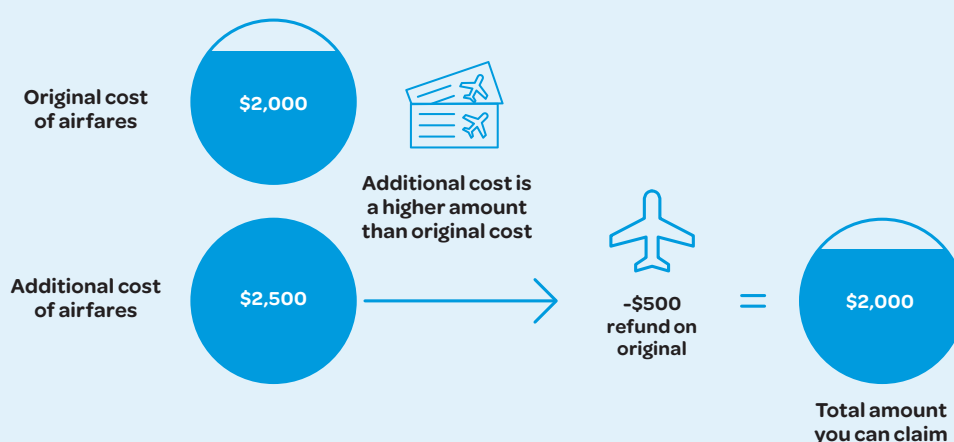 Original cost
of airfares
$2,000
Additional cost is
a higher amount
than original cost
Additional cost
of airfares
$2,500
-$500
refund on
original
=
$2,000
Total amount
you can claim